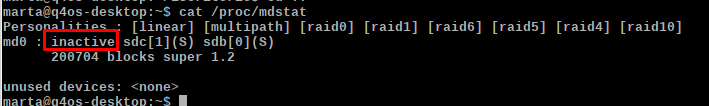 marta@q4os-desktop:~$ cat /proc/mdstat
Personalities : [linear] [multipath] [raid0] [raid1] [raid6] [raid5] [raid4] [raid10]
md0 : inactive sdc[1](S) sdb[0](S)
200704 blocks super 1.2
unused devices: <none>
marta@q4os-desktop:~$